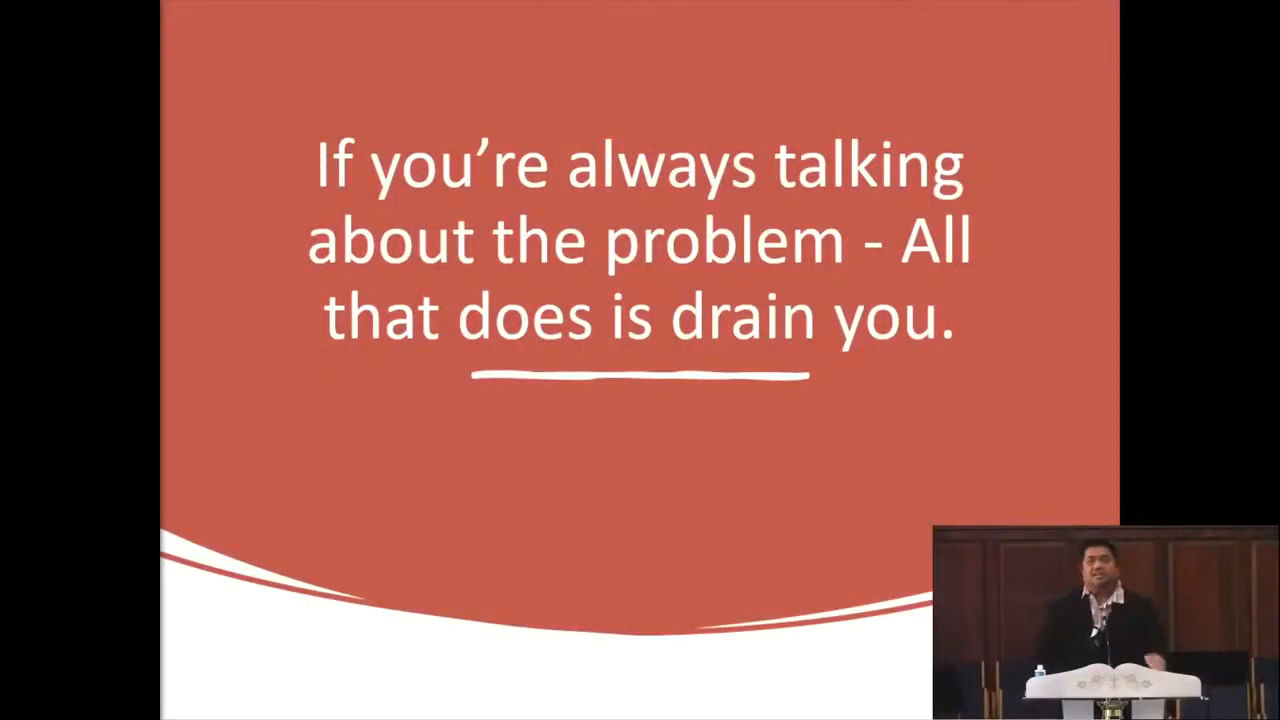 If you’re always talking
about the problem - All
that does is drain you.